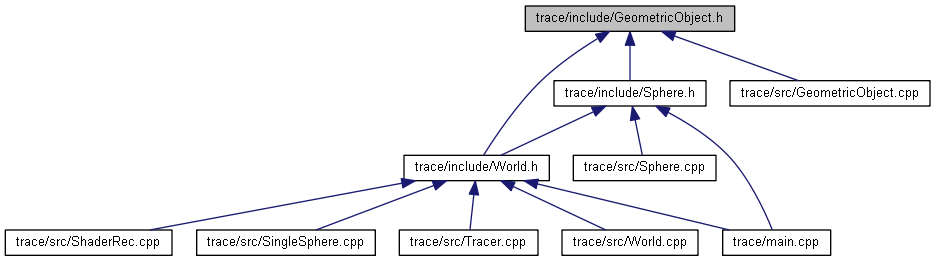 trace/include/GeometricObject.h
trace/include/Sphere.h
trace/src/GeometricObject.cpp
trace/include/World.h
trace/src/Sphere.cpp
trace/src/ShaderRec.cpp
trace/src/SingleSphere.cpp
trace/src/Tracer.cpp
trace/src/World.cpp
trace/main.cpp